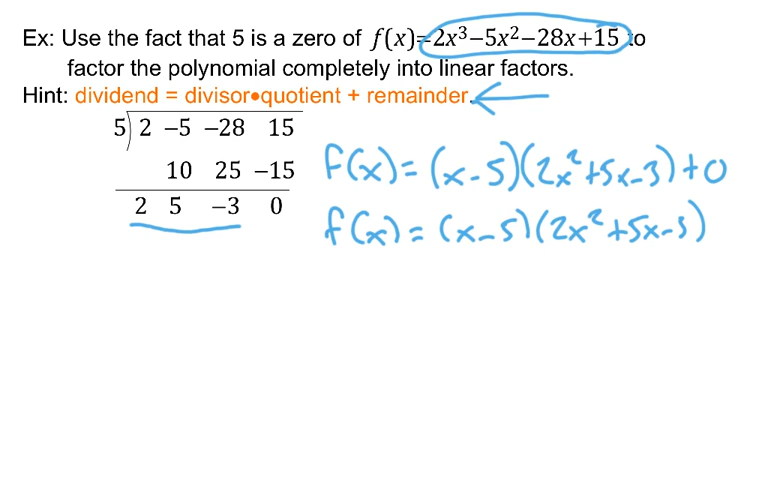 Ex: Use the fact that 5 is a zero of f(x)=2x³−5x²−28x+15 to
factor the polynomial completely into linear factors.
Hint: dividend = divisor•quotient + remainder
5) 2 −5 −28 15
10 25 −15
2 5 −3 0
f(x) = (x-5)(2x²+5x-3)+0
f(x) = (x-5)(2x²+5x-3)